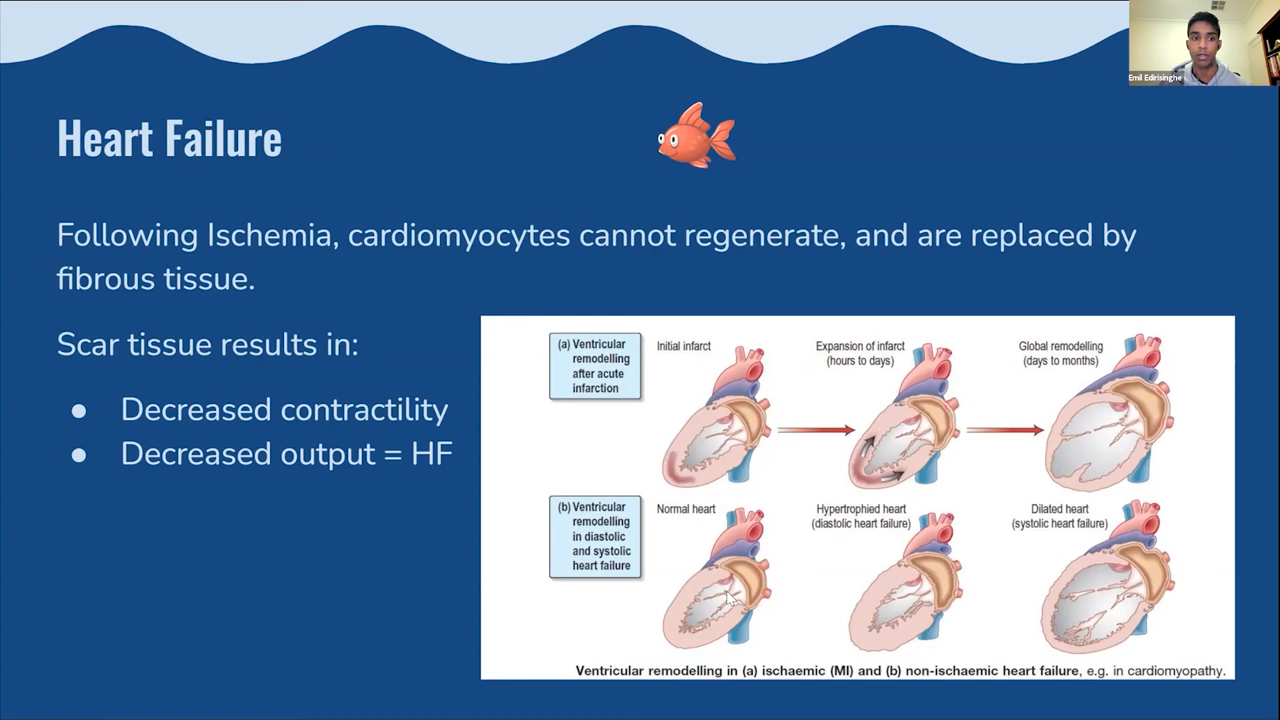 Emil Edirisinghe
Heart Failure
Following Ischemia, cardiomyocytes cannot regenerate, and are replaced by
fibrous tissue.
Scar tissue results in:
● Decreased contractility
● Decreased output = HF
(a) Ventricular
remodelling
after acute
infarction
Initial infarct
Expansion of infarct
(hours to days)
Global remodelling
(days to months)
(b) Ventricular
remodelling
in diastolic
and systolic
heart failure
Normal heart
Hypertrophied heart
(diastolic heart failure)
Dilated heart
(systolic heart failure)
Ventricular remodelling in (a) ischaemic (MI) and (b) non-ischaemic heart failure, e.g. in cardiomyopathy.